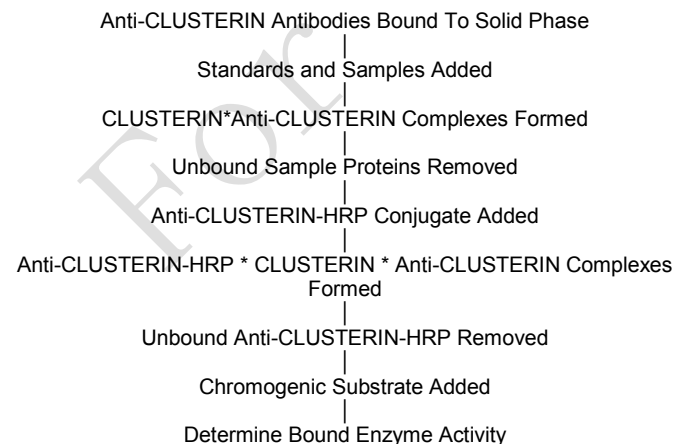 Anti-CLUSTERIN Antibodies Bound To Solid Phase
Standards and Samples Added
CLUSTERIN*Anti-CLUSTERIN Complexes Formed
Unbound Sample Proteins Removed
Anti-CLUSTERIN-HRP Conjugate Added
Anti-CLUSTERIN-HRP * CLUSTERIN * Anti-CLUSTERIN Complexes
Formed
Unbound Anti-CLUSTERIN-HRP Removed
Chromogenic Substrate Added
Determine Bound Enzyme Activity
For